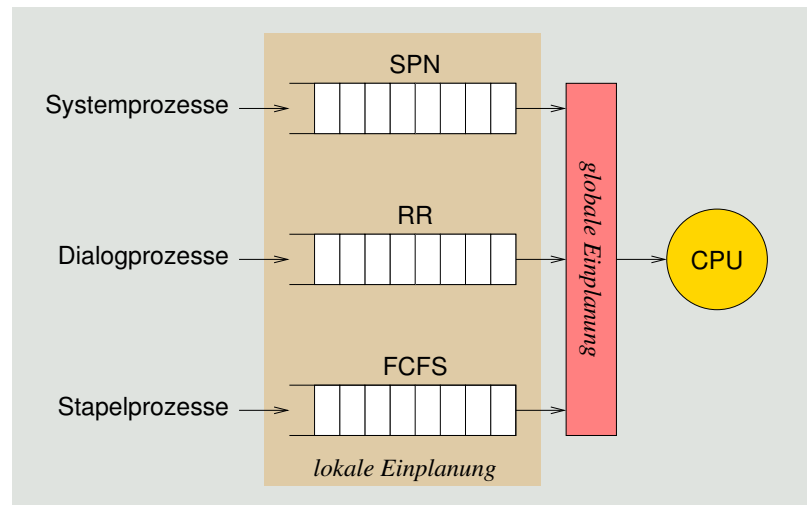 SPN
Systemprozesse
RR
Dialogprozesse
FCFS
Stapelprozesse
lokale Einplanung
globale Einplanung
CPU